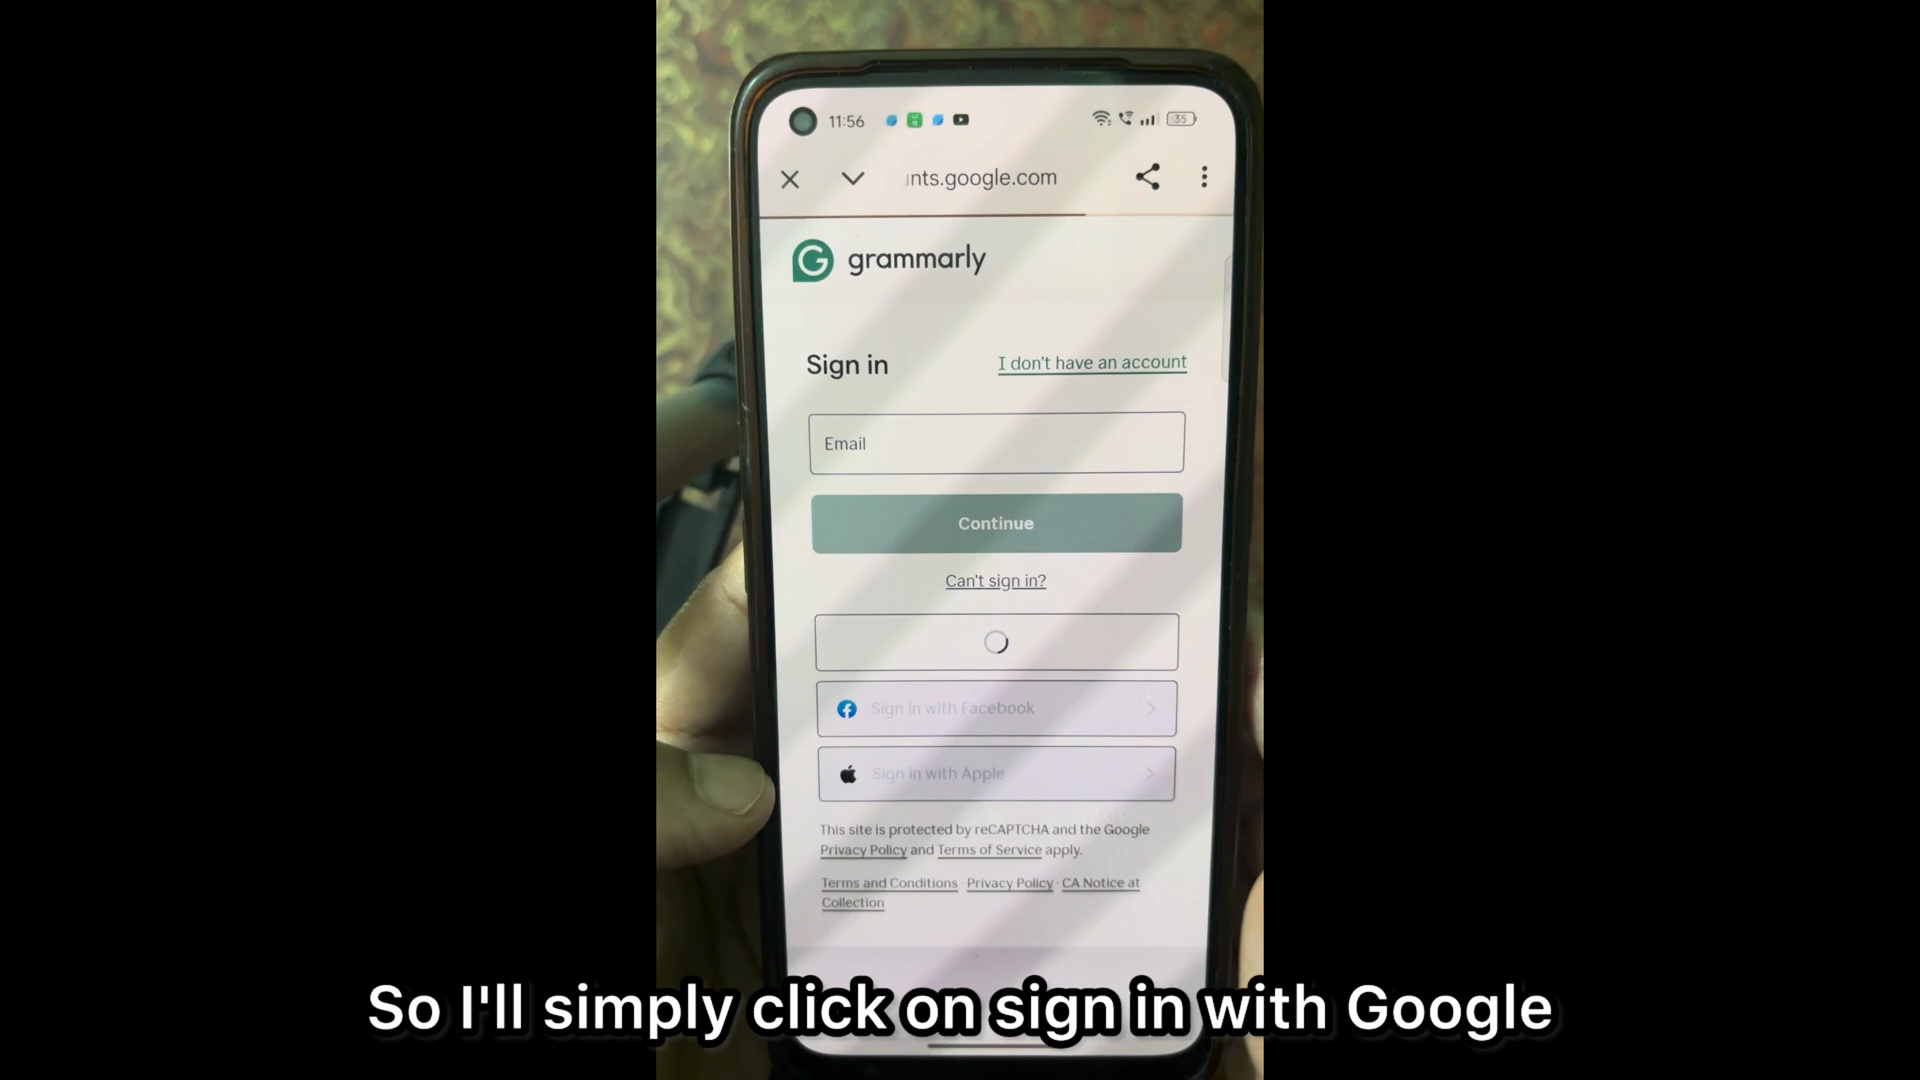 11:56
35
nts.google.com
grammarly
Sign in
I don't have an account
Email
Continue
Can't sign in?
Sign in with Facebook
Sign in with Apple
This site is protected by reCAPTCHA and the Google
Privacy Policy and Terms of Service apply.
Terms and Conditions · Privacy Policy · CA Notice at
Collection
So I'll simply click on sign in with Google